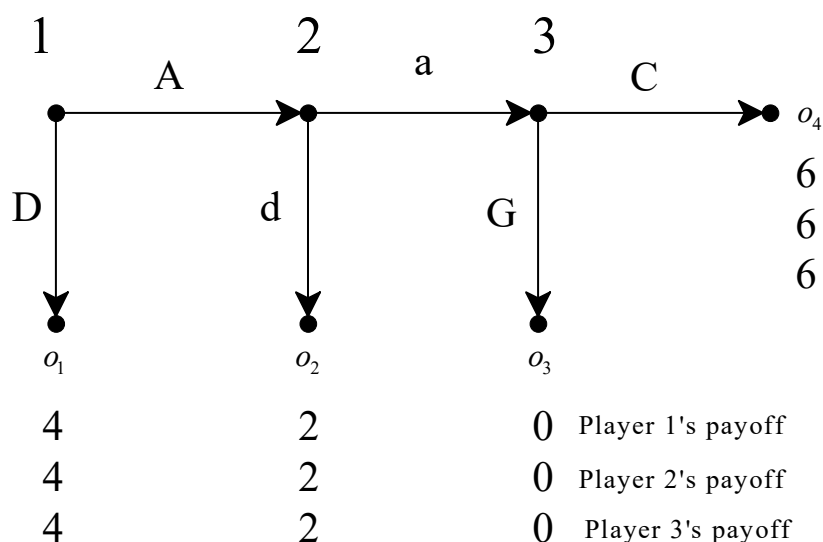 1 2 3
A a C
o4
D d G
6
6
6
o1 o2 o3
4 2 0 Player 1's payoff
4 2 0 Player 2's payoff
4 2 0 Player 3's payoff